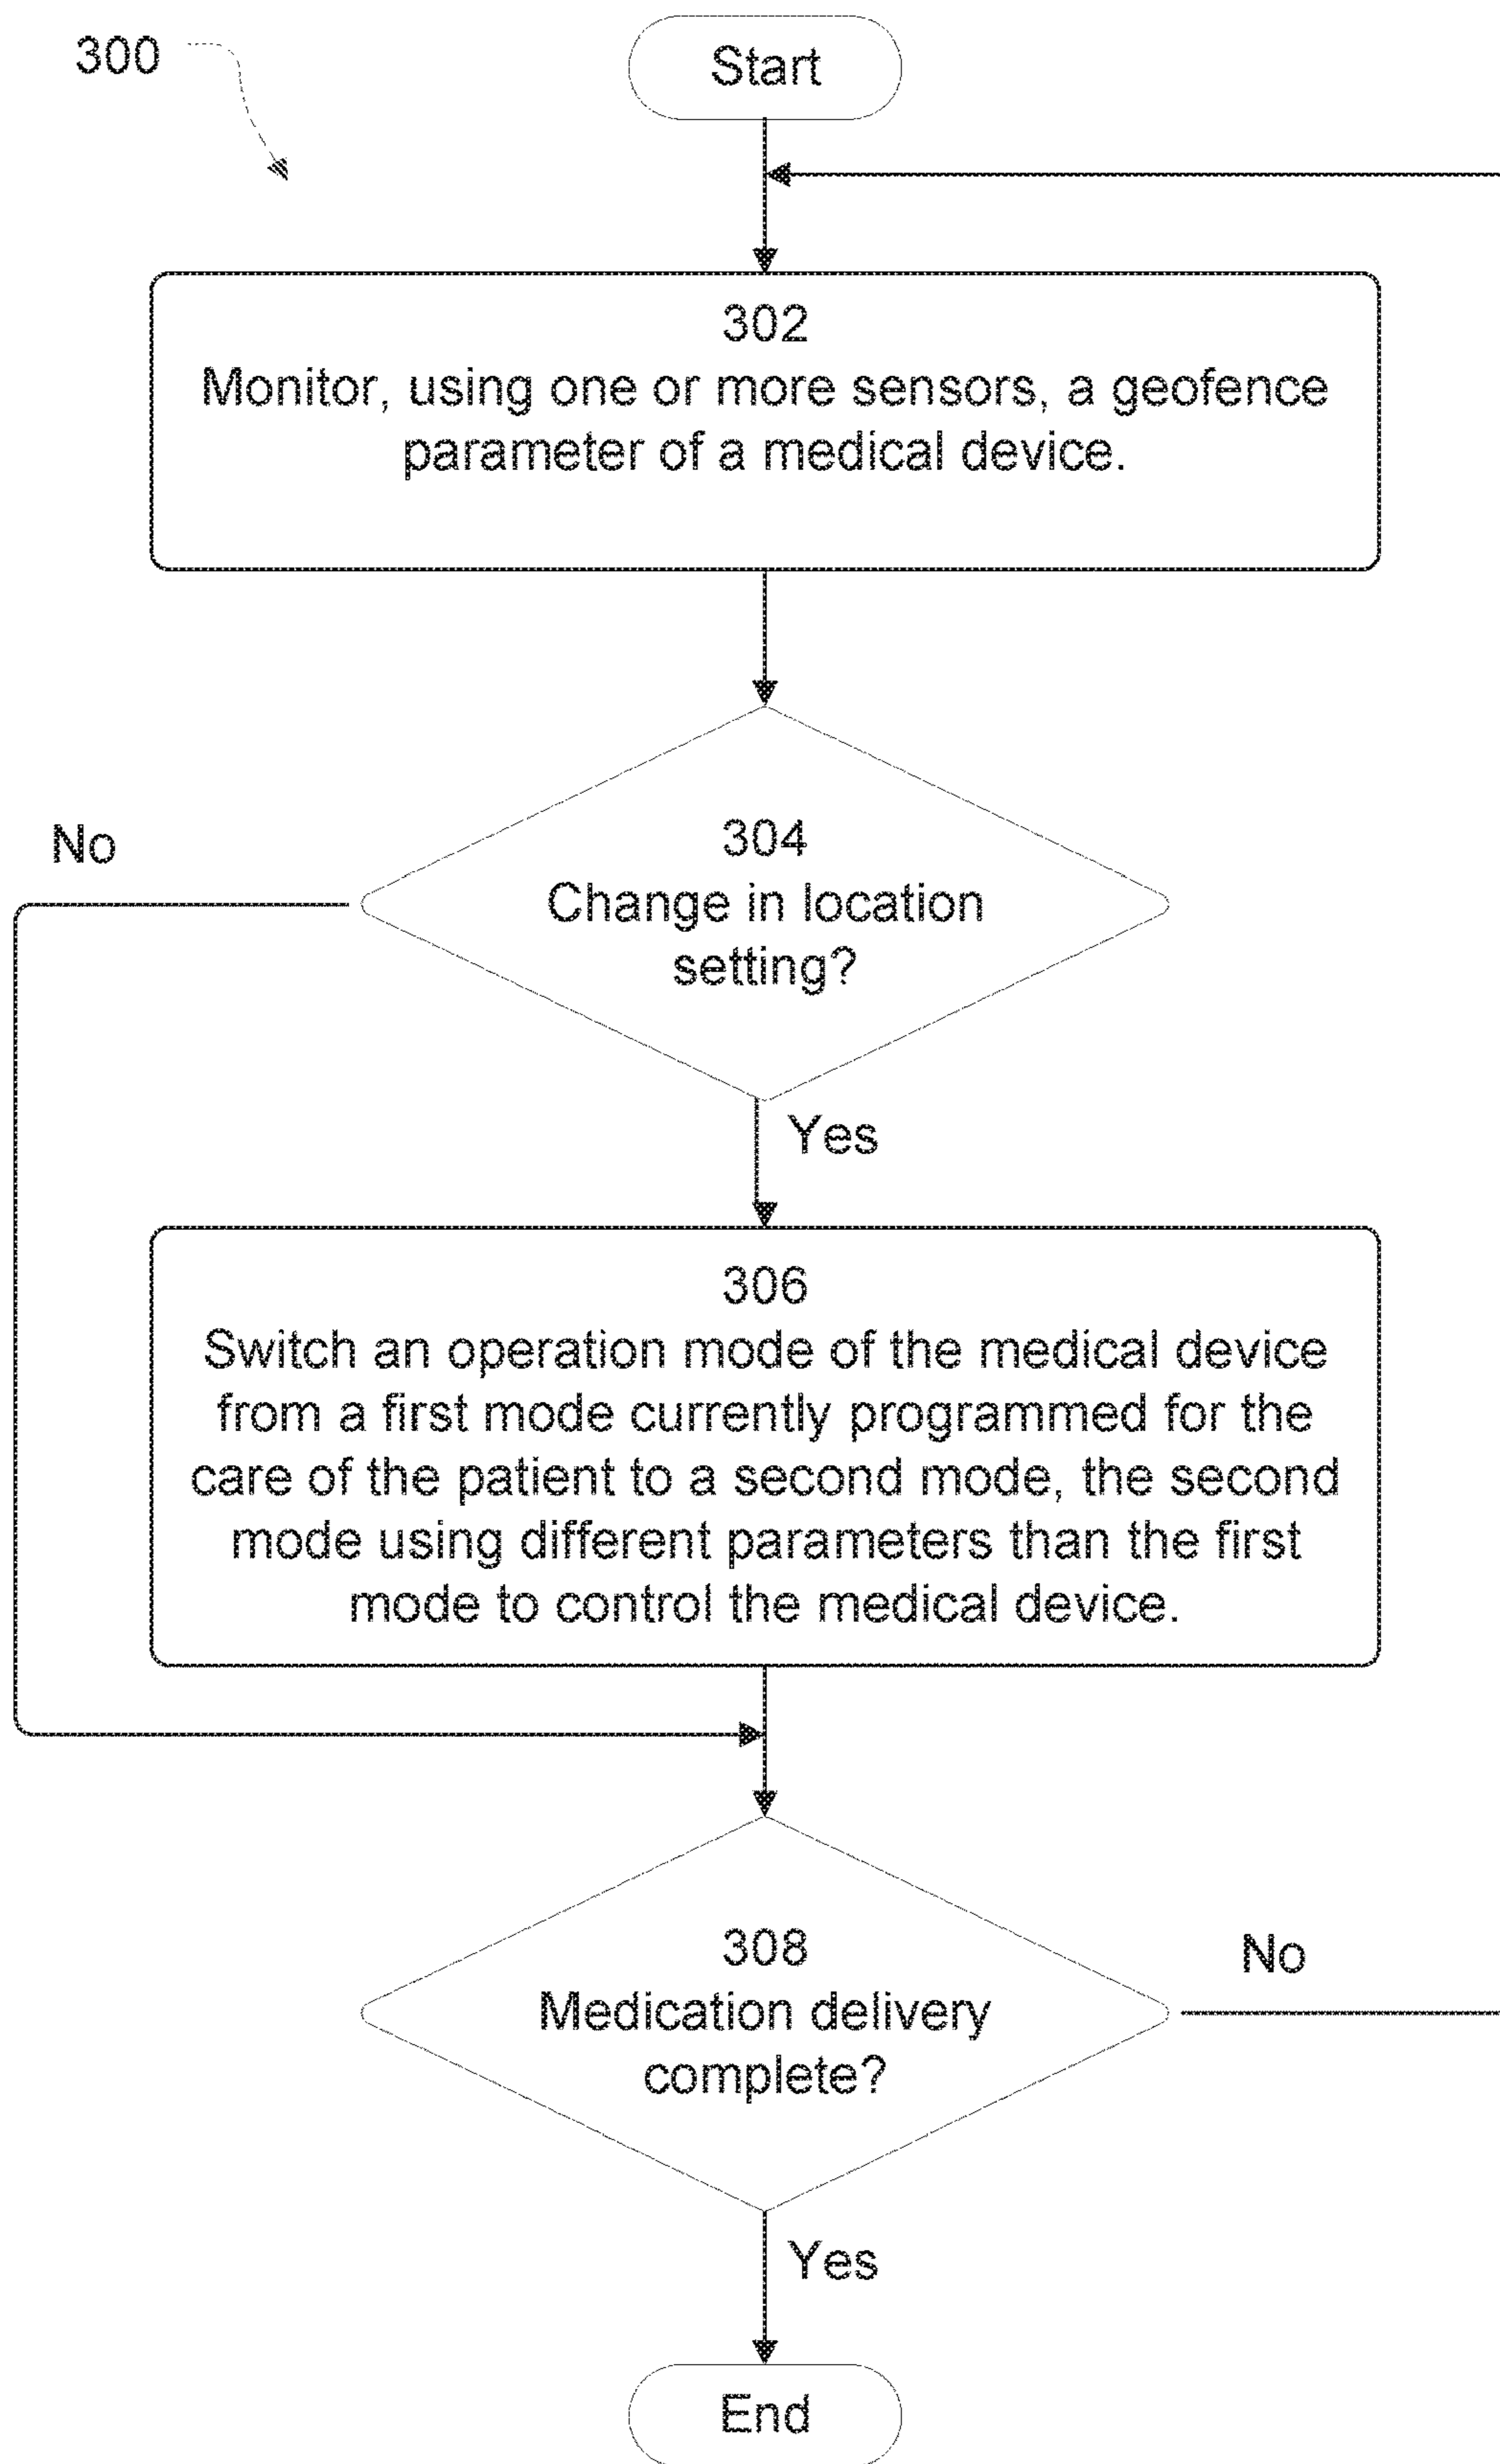 300
Start
302
Monitor, using one or more sensors, a geofence
parameter of a medical device.
No
304
Change in location
setting?
Yes
306
Switch an operation mode of the medical device
from a first mode currently programmed for the
care of the patient to a second mode, the second
mode using different parameters than the first
mode to control the medical device.
308
Medication delivery
complete?
No
Yes
End